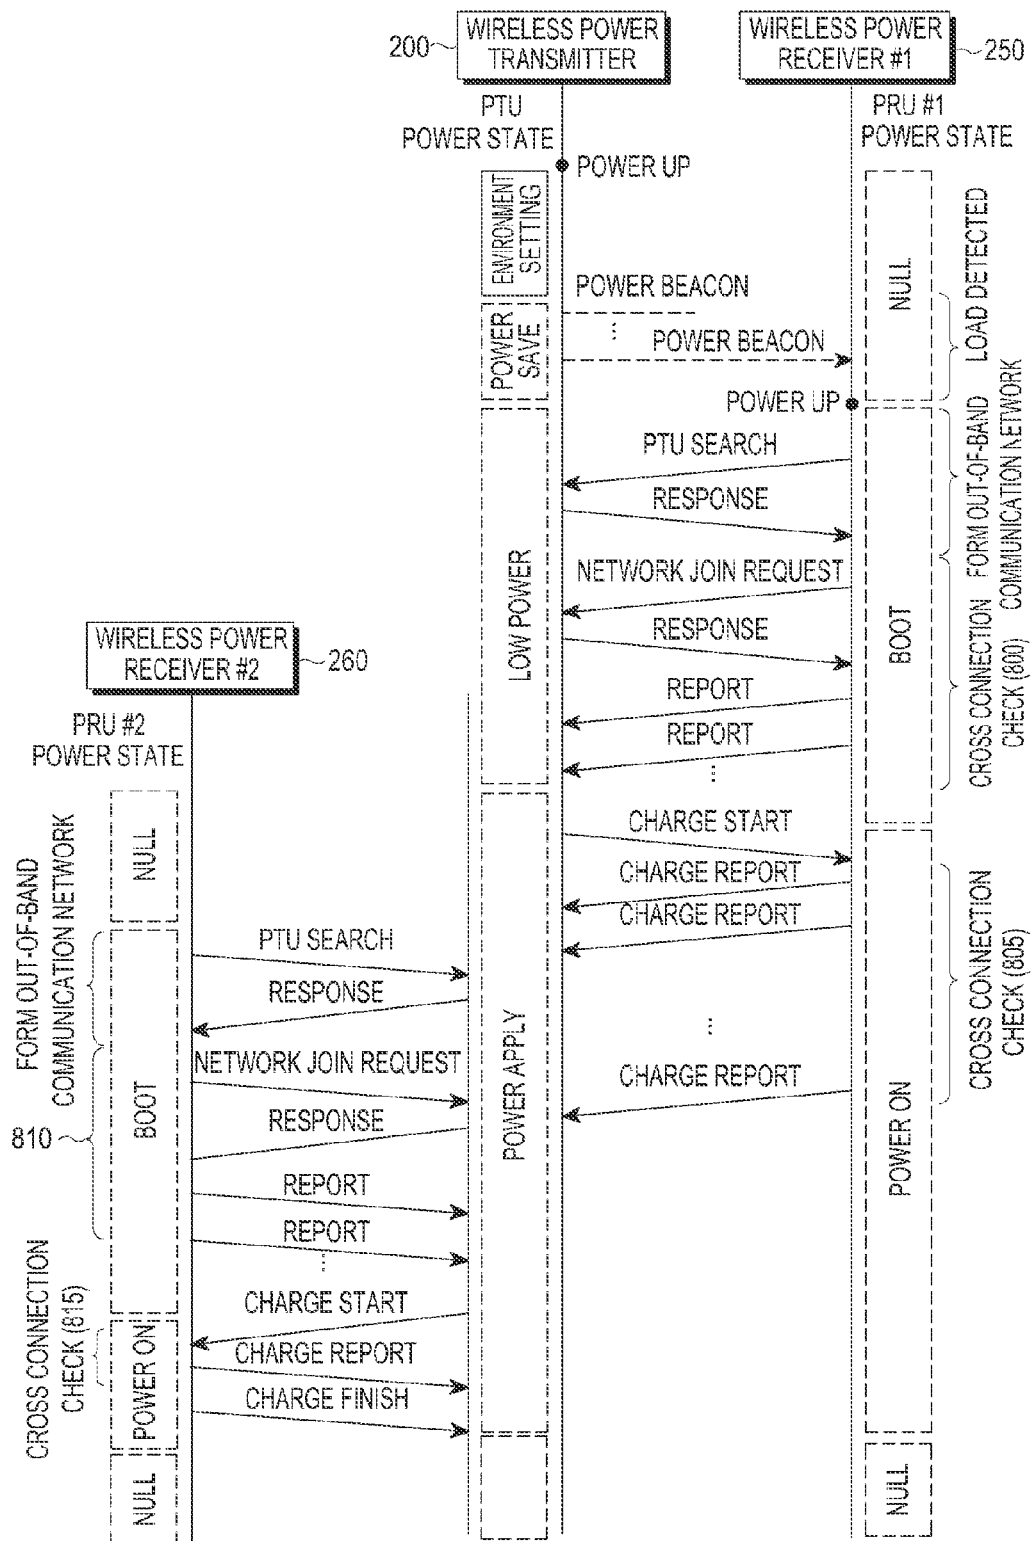 WIRELESS POWER
TRANSMITTER
200
WIRELESS POWER
RECEIVER #1
250
PTU
POWER STATE
PRU #1
POWER STATE
POWER UP
ENVIRONMENT
SETTING
NULL
LOAD DETECTED
POWER BEACON
...
POWER SAVE
POWER BEACON
POWER UP
PTU SEARCH
RESPONSE
FORM OUT-OF-BAND
COMMUNICATION NETWORK
NETWORK JOIN REQUEST
RESPONSE
LOW POWER
BOOT
REPORT
REPORT
...
CROSS CONNECTION
CHECK (800)
WIRELESS POWER
RECEIVER #2
260
PRU #2
POWER STATE
NULL
CHARGE START
CHARGE REPORT
CHARGE REPORT
...
CHARGE REPORT
CROSS CONNECTION
CHECK (805)
POWER APPLY
POWER ON
FORM OUT-OF-BAND
COMMUNICATION NETWORK
PTU SEARCH
RESPONSE
NETWORK JOIN REQUEST
810
BOOT
RESPONSE
REPORT
REPORT
...
CHARGE START
CROSS CONNECTION
CHECK (815)
POWER ON
CHARGE REPORT
CHARGE FINISH
NULL
NULL